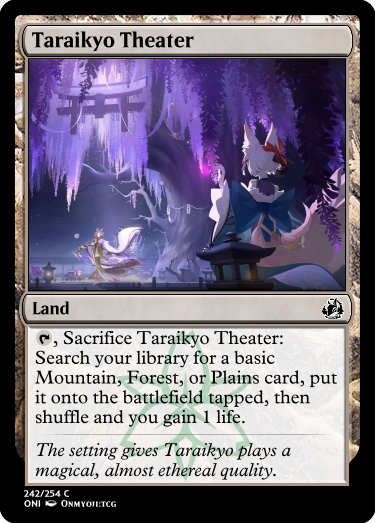 Taraikyo Theater
Land
, Sacrifice Taraikyo Theater:
Search your library for a basic
Mountain, Forest, or Plains card, put
it onto the battlefield tapped, then
shuffle and you gain 1 life.
The setting gives Taraikyo plays a
magical, almost ethereal quality.
242/254 C
ONI Onmyoji:tcg